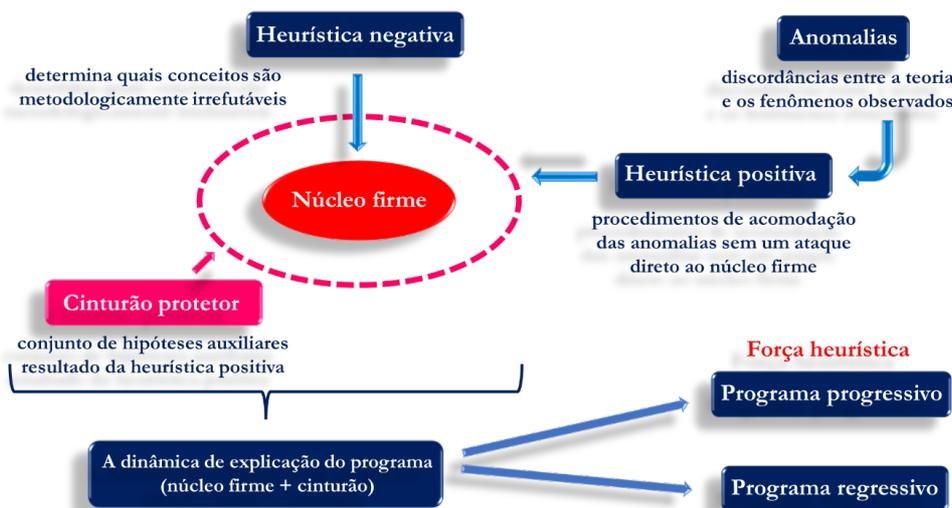 Heurística negativa
determina quais conceitos são
metodologicamente irrefutáveis
Anomalias
discordâncias entre a teoria
e os fenômenos observados
Núcleo firme
Heurística positiva
procedimentos de acomodação
das anomalias sem um ataque
direto ao núcleo firme
Cinturão protetor
conjunto de hipóteses auxiliares
resultado da heurística positiva
Força heurística
Programa progressivo
A dinâmica de explicação do programa
(núcleo firme + cinturão)
Programa regressivo